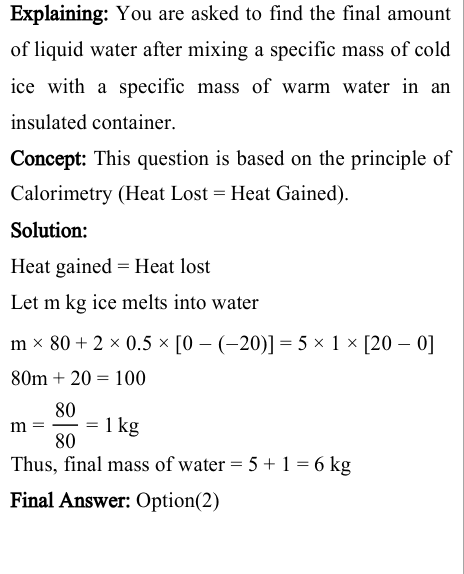 Explaining: You are asked to find the final amount
of liquid water after mixing a specific mass of cold
ice with a specific mass of warm water in an
insulated container.
Concept: This question is based on the principle of
Calorimetry (Heat Lost = Heat Gained).
Solution:
Heat gained = Heat lost
Let m kg ice melts into water
m × 80 + 2 × 0.5 × [0 – (–20)] = 5 × 1 × [20 – 0]
80m + 20 = 100
m = 80/80 = 1 kg
Thus, final mass of water = 5 + 1 = 6 kg
Final Answer: Option(2)